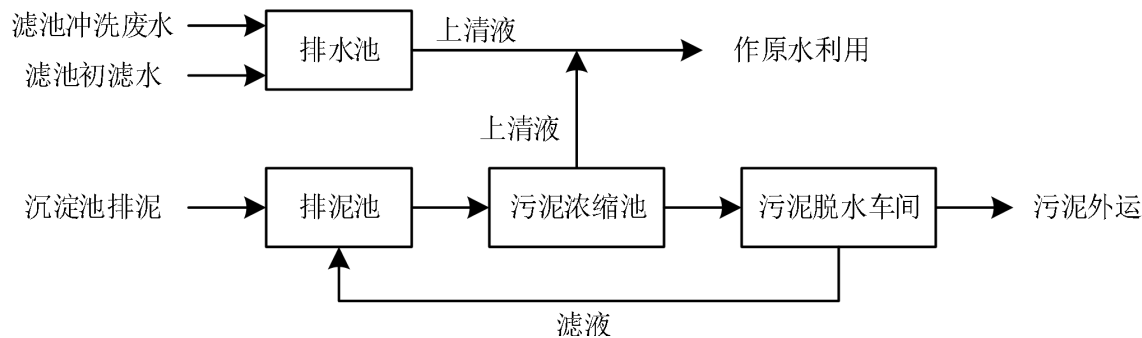 滤池冲洗废水
滤池初滤水
排水池
上清液
作原水利用
上清液
沉淀池排泥
排泥池
污泥浓缩池
污泥脱水车间
污泥外运
滤液